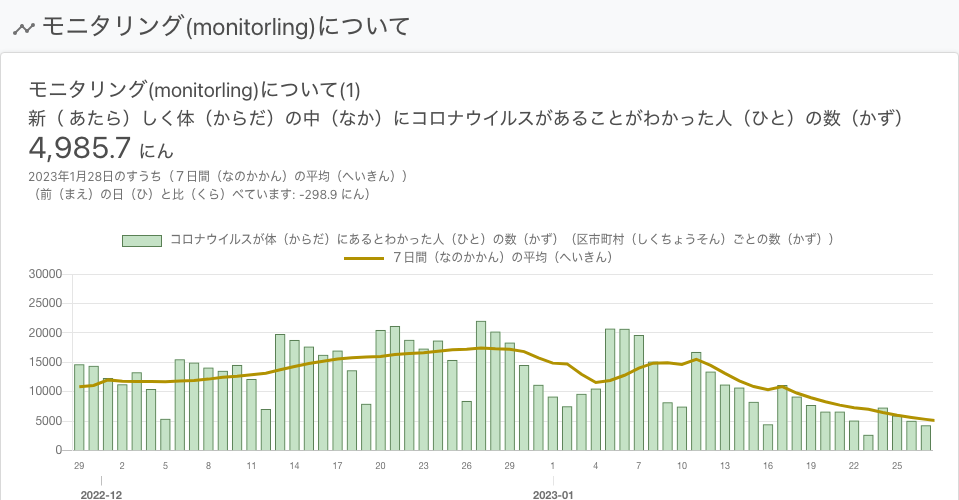 モニタリング(monitorling)について
モニタリング(monitorling)について(1)
新（ あたら）しく体（からだ）の中（なか）にコロナウイルスがあることがわかった人（ひと）の数（かず）
4,985.7 にん
2023年1月28日のすうち（７日間（なのかかん）の平均（へいきん））
（前（まえ）の日（ひ）と比（くら）べています: -298.9 にん）
コロナウイルスが体（からだ）にあるとわかった人（ひと）の数（かず）（区市町村（しくちょうそん）ごとの数（かず））
７日間（なのかかん）の平均（へいきん）
30000
25000
20000
15000
10000
5000
0
29 2 5 8 11 14 17 20 23 26 29 1 4 7 10 13 16 19 22 25
2022-12 2023-01